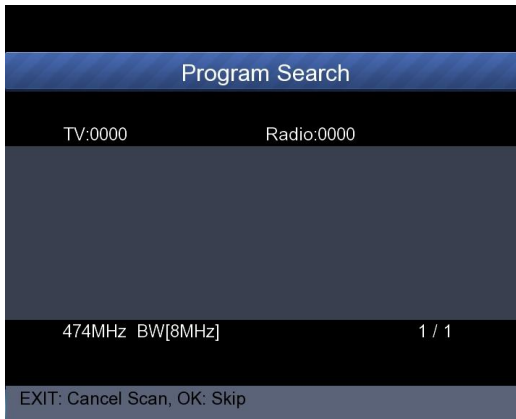 Program Search
TV:0000 Radio:0000
474MHz BW[8MHz] 1 / 1
EXIT: Cancel Scan, OK: Skip